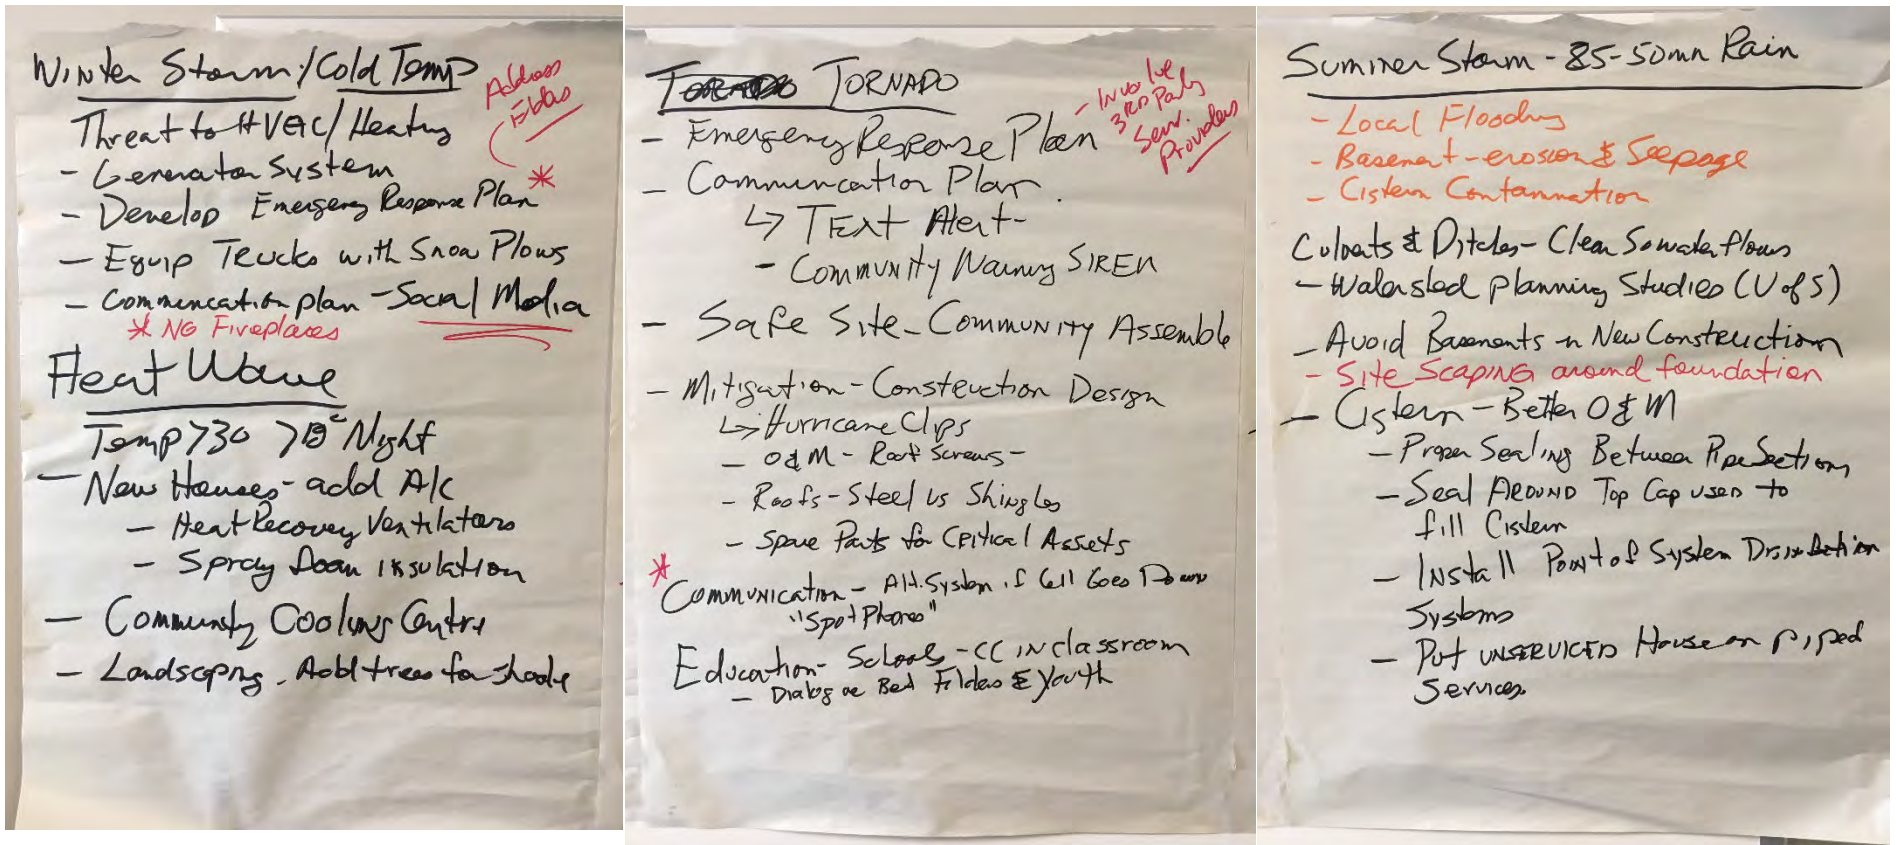 Winter Storm/Cold Temp
Address
Elders
Threat to HVAC/Heating
- Generator System
- Develop Emergency Response Plan *
- Equip Trucks with Snow Plows
- Communication plan - Social Media
* NO Fireplaces
Heat Wave
Temp >30 > Night
- New Houses - add A/C
- Heat Recovery Ventilators
- Spray Foam insulation
- Community Cooling Centre
- Landscaping - Add trees for shade
TORNADO TORNADO
- Involve
3RD Party
Serv.
Providers
- Emergency Response Plan
- Communication Plan
↳ TExt Alert -
- Community Warning SIREN
- Safe Site - Community Assemble
- Mitigation - Construction Design
↳ Hurricane Clips
- O&M - Roof Screws -
- Roofs - Steel vs Shingles
- Spare Parts for Critical Assets
* Communication - Alt. System if Cell Goes Down
"Spot Phones"
Education - Schools - CC in classroom
- Dialogue Bet Elders & Youth
Summer Storm - 25-50mm Rain
- Local Flooding
- Basement - erosion & Seepage
- Cistern Contamination
Culverts & Ditches - Clean So water flows
- Watershed Planning Studies (U of S)
- Avoid Basements in New Construction
- Site Scaping around foundation
- Cistern - Better O&M
- Proper Sealing Between Pipe Sections
- Seal AROUND Top Cap used to
fill Cistern
- Install Point of System Disinfection
Systems
- Put UNSERVICED House on piped
Services.